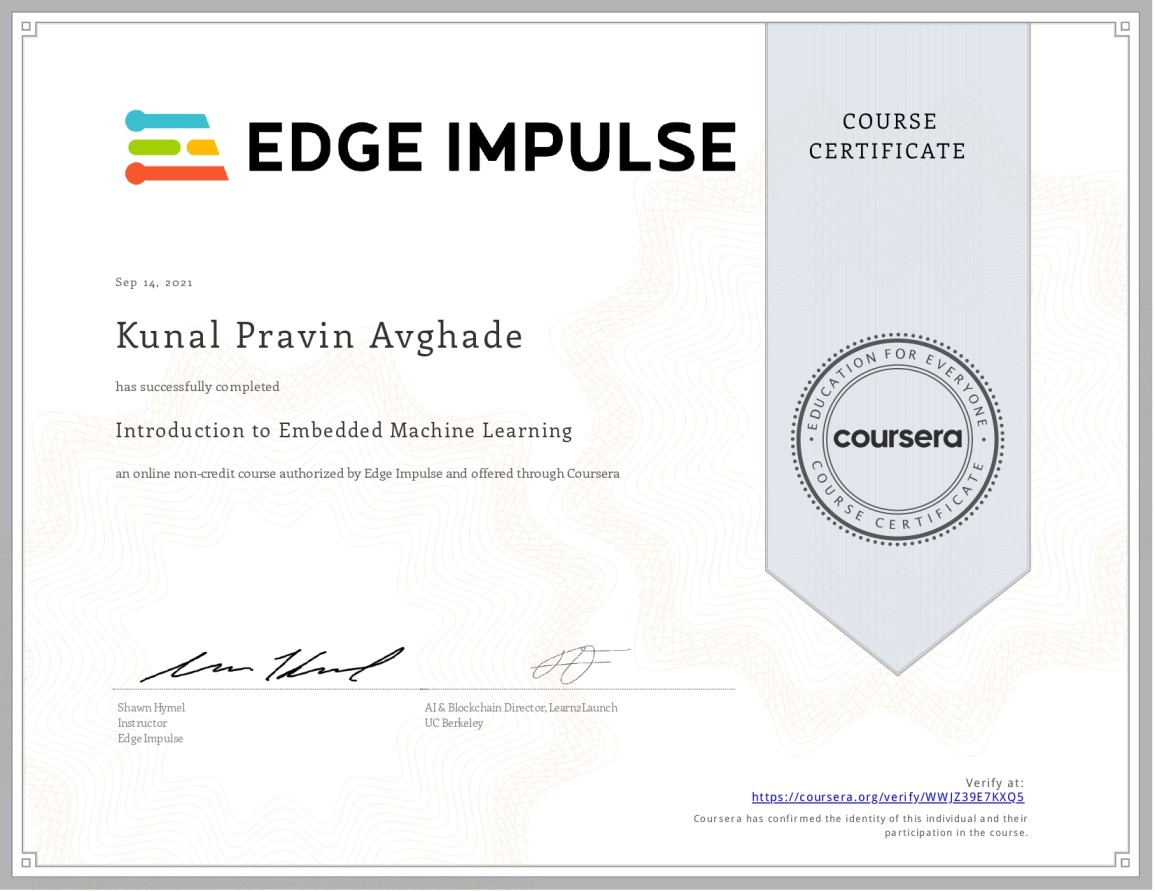 EDGE IMPULSE
COURSE
CERTIFICATE
Sep 14, 2021
Kunal Pravin Avghade
has successfully completed
Introduction to Embedded Machine Learning
an online non-credit course authorized by Edge Impulse and offered through Coursera
EDUCATION FOR EVERYONE
coursera
COURSE CERTIFICATE
Shawn Hymel
Instructor
Edge Impulse
AI & Blockchain Director, Learn2Launch
UC Berkeley
Verify at:
https://coursera.org/verify/WWJZ39E7KXQ5
Coursera has confirmed the identity of this individual and their
participation in the course.